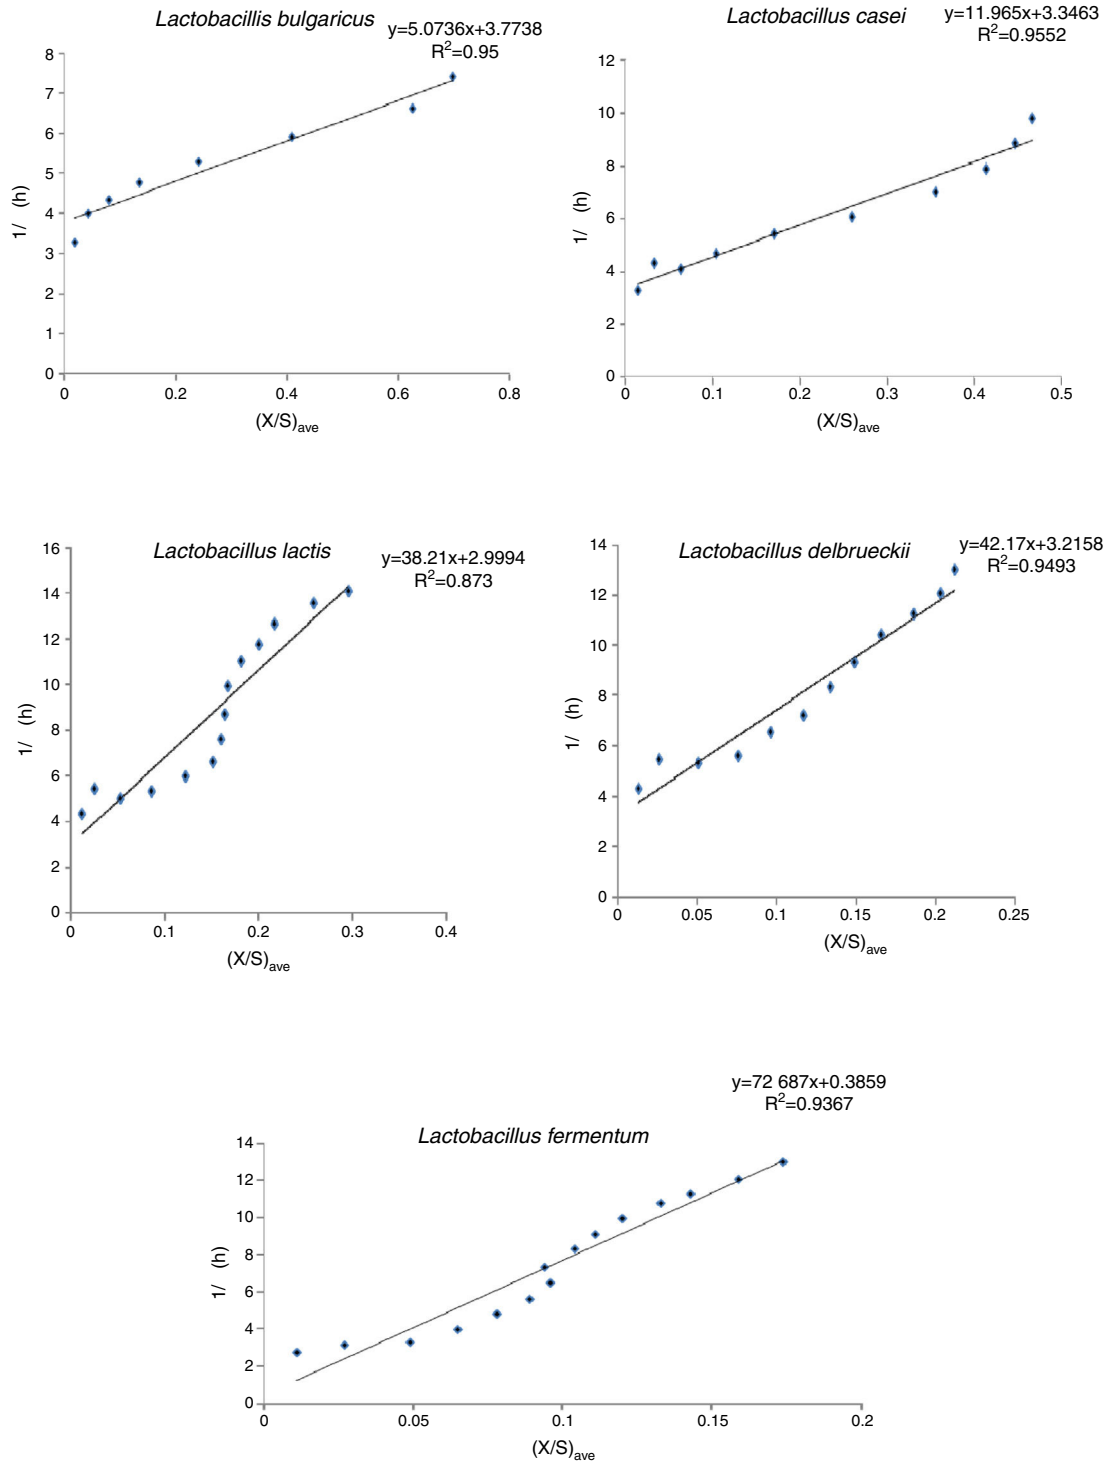 Lactobacillis bulgaricus
y=5.0736x+3.7738
R²=0.95
8
7
6
5
4
3
2
1
0
1/ (h)
0 0.2 0.4 0.6 0.8
(X/S)ave
Lactobacillus casei
y=11.965x+3.3463
R²=0.9552
12
10
8
6
4
2
0
1/ (h)
0 0.1 0.2 0.3 0.4 0.5
(X/S)ave
Lactobacillus lactis
y=38.21x+2.9994
R²=0.873
16
14
12
10
8
6
4
2
0
1/ (h)
0 0.1 0.2 0.3 0.4
(X/S)ave
Lactobacillus delbrueckii
y=42.17x+3.2158
R²=0.9493
14
12
10
8
6
4
2
0
1/ (h)
0 0.05 0.1 0.15 0.2 0.25
(X/S)ave
y=72 687x+0.3859
R²=0.9367
Lactobacillus fermentum
14
12
10
8
6
4
2
0
1/ (h)
0 0.05 0.1 0.15 0.2
(X/S)ave